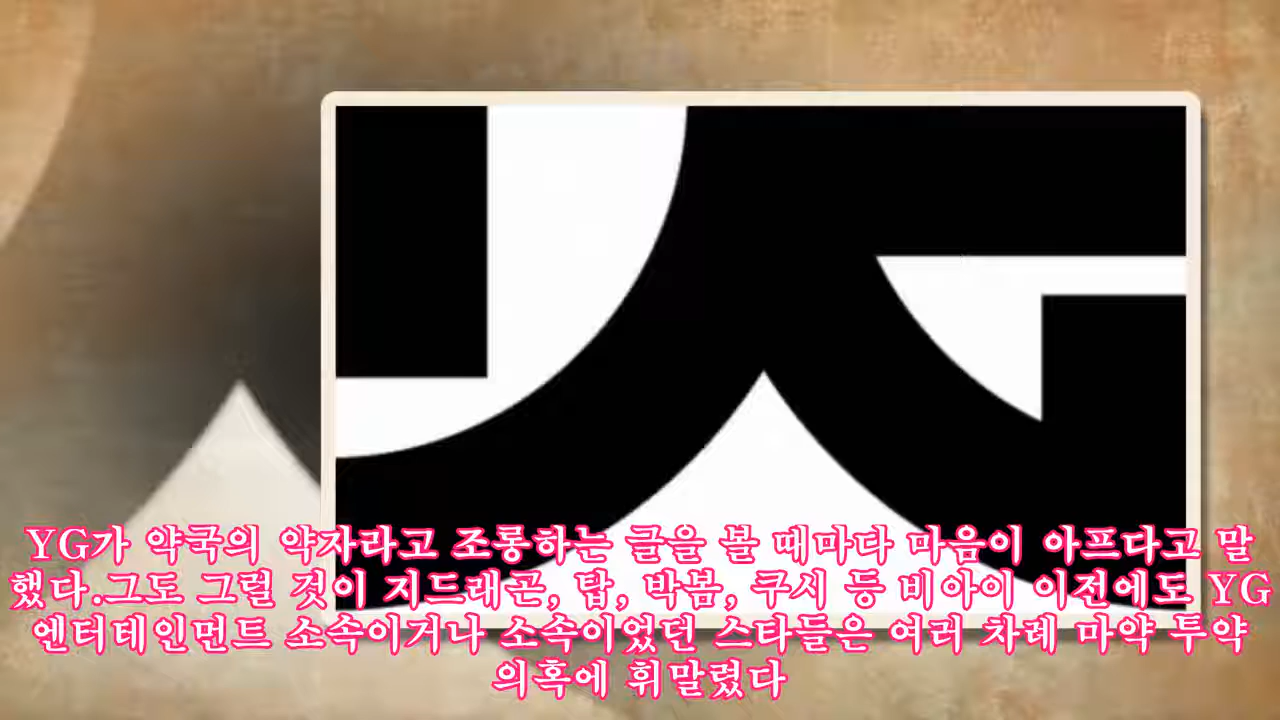 YG가 약국의 약자라고 조롱하는 글을 볼 때마다 마음이 아프다고 말
했다.그도 그럴 것이 지드래곤, 탑, 박봄, 쿠시 등 비아이 이전에도 YG
엔터테인먼트 소속이거나 소속이었던 스타들은 여러 차례 마약 투약
의혹에 휘말렸다